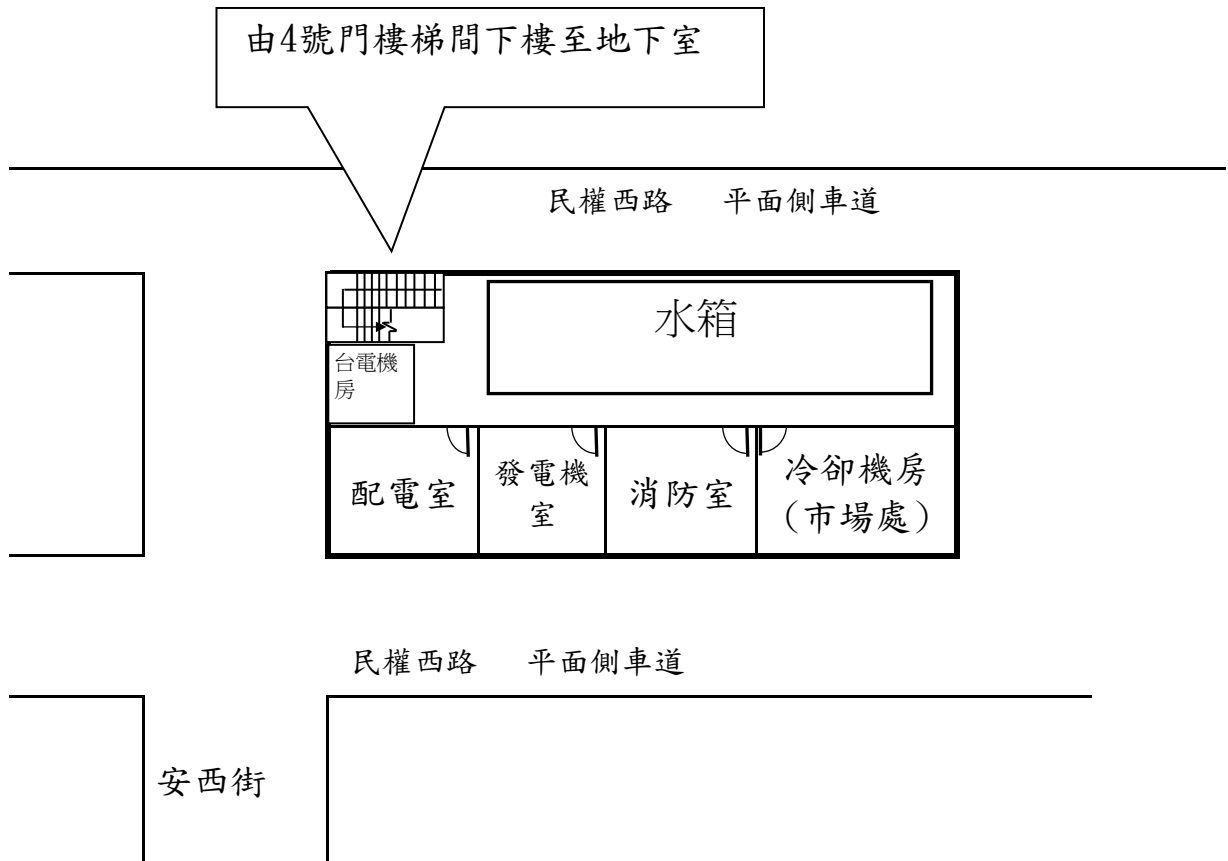 由4號門樓梯間下樓至地下室
民權西路 平面側車道
水箱
台電機
房
配電室
發電機
室
消防室
冷卻機房
(市場處)
民權西路 平面側車道
安西街